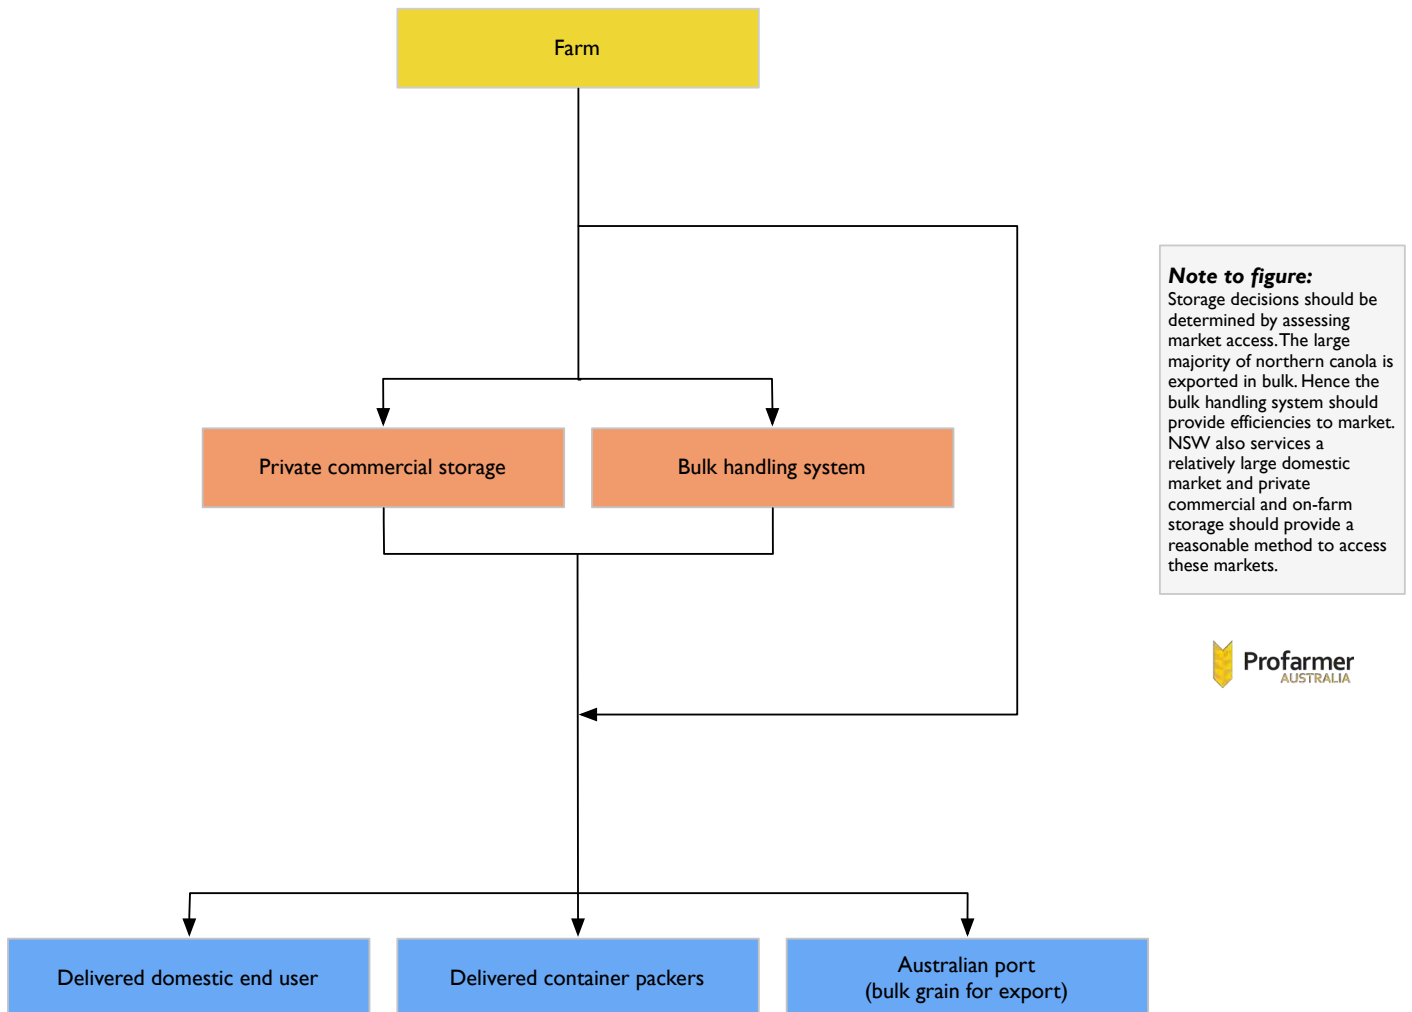 Farm
Note to figure:
Storage decisions should be
determined by assessing
market access. The large
majority of northern canola is
exported in bulk. Hence the
bulk handling system should
provide efficiencies to market.
NSW also services a
relatively large domestic
market and private
commercial and on-farm
storage should provide a
reasonable method to access
these markets.
Private commercial storage
Bulk handling system
Profarmer
AUSTRALIA
Delivered domestic end user
Delivered container packers
Australian port
(bulk grain for export)